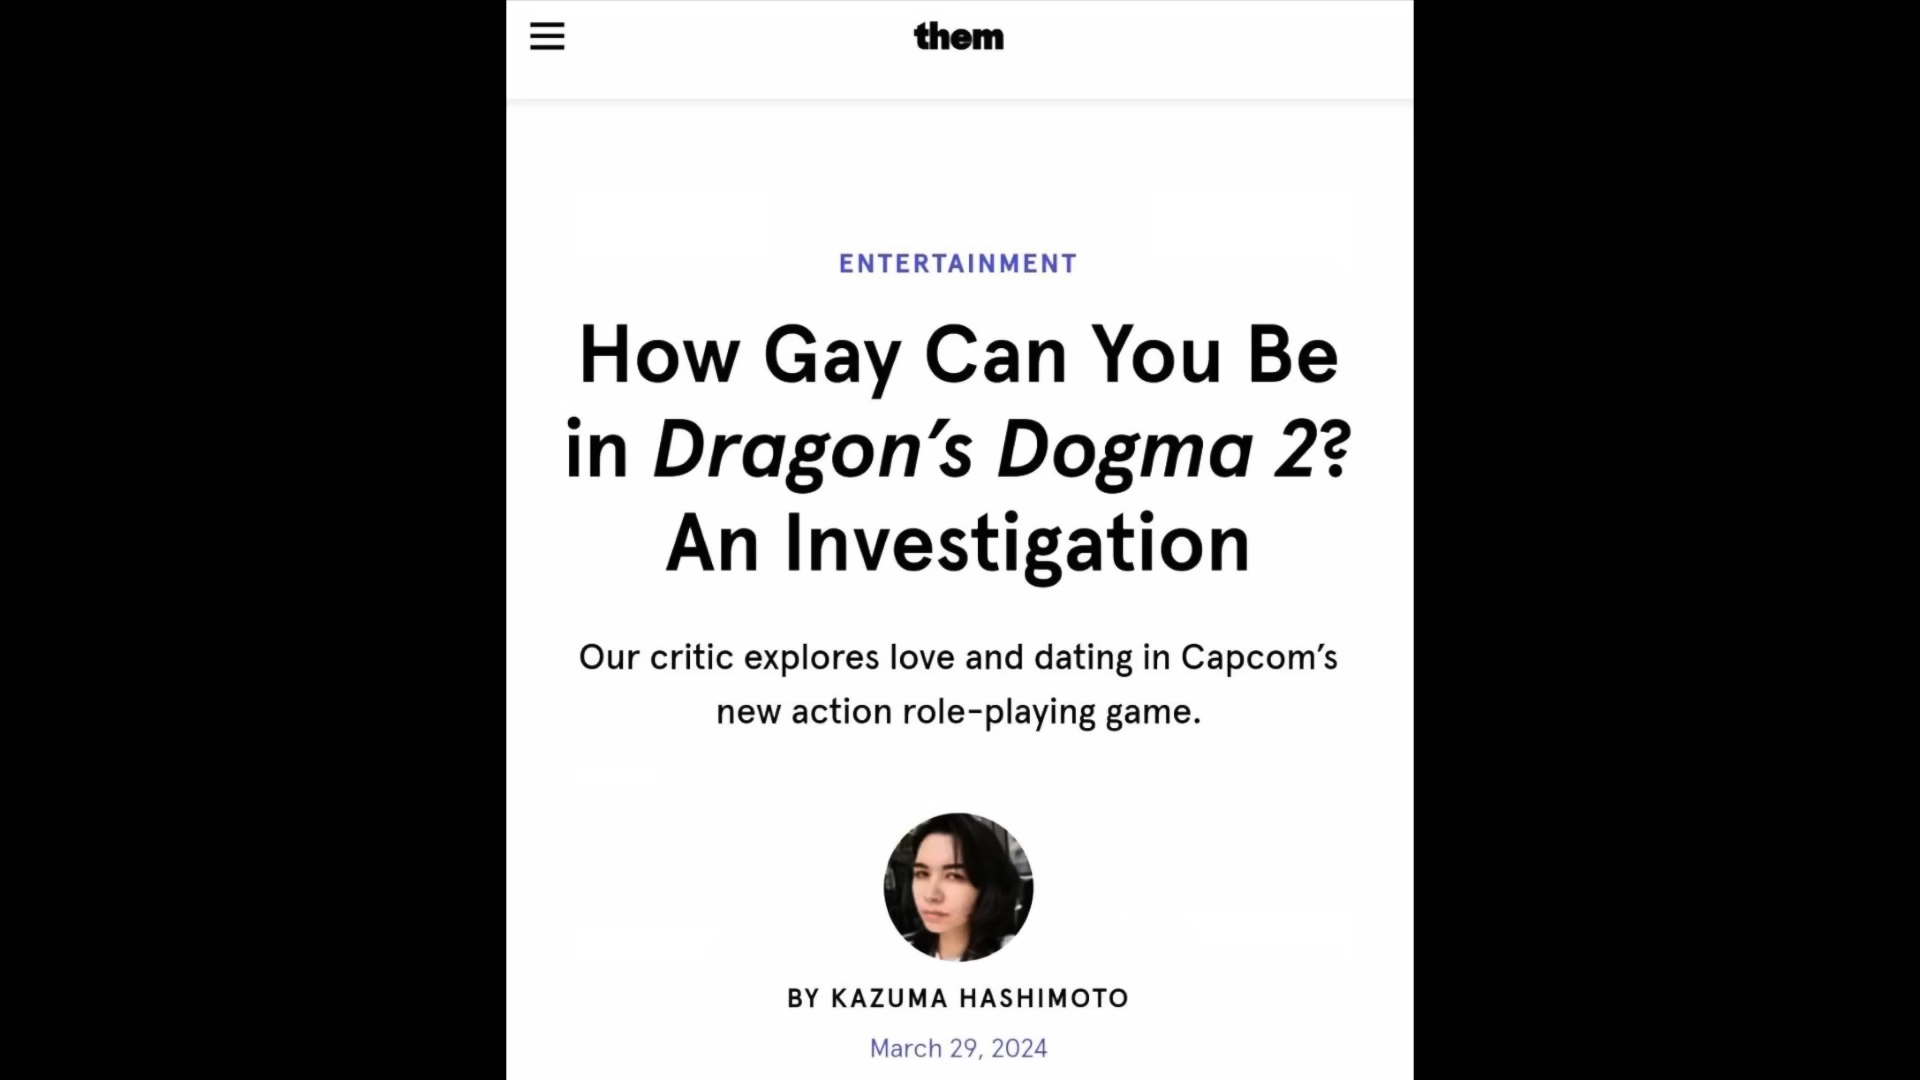 them
ENTERTAINMENT
How Gay Can You Be
in Dragon’s Dogma 2?
An Investigation
Our critic explores love and dating in Capcom’s
new action role-playing game.
BY KAZUMA HASHIMOTO
March 29, 2024